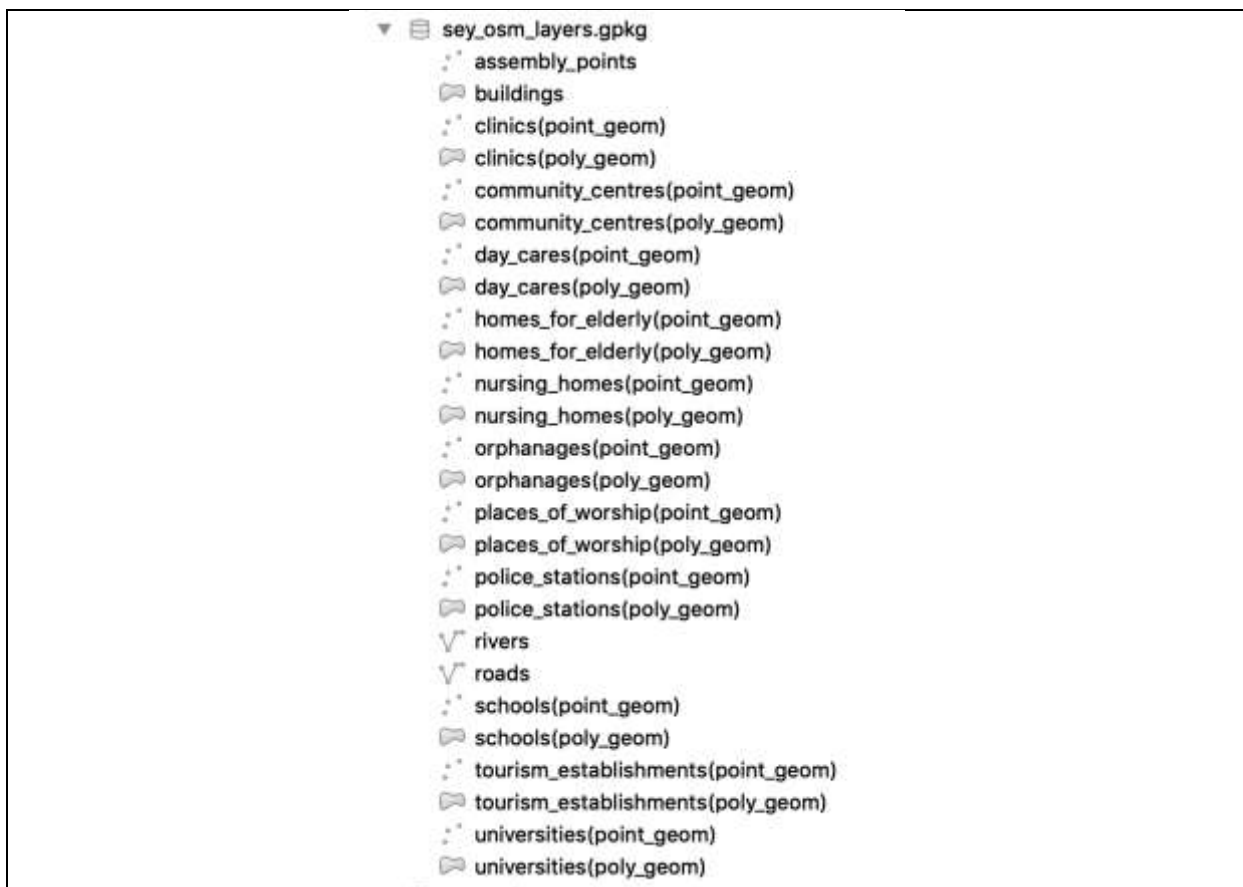 sey_osm_layers.gpkg
assembly_points
buildings
clinics(point_geom)
clinics(poly_geom)
community_centres(point_geom)
community_centres(poly_geom)
day_cares(point_geom)
day_cares(poly_geom)
homes_for_elderly(point_geom)
homes_for_elderly(poly_geom)
nursing_homes(point_geom)
nursing_homes(poly_geom)
orphanages(point_geom)
orphanages(poly_geom)
places_of_worship(point_geom)
places_of_worship(poly_geom)
police_stations(point_geom)
police_stations(poly_geom)
rivers
roads
schools(point_geom)
schools(poly_geom)
tourism_establishments(point_geom)
tourism_establishments(poly_geom)
universities(point_geom)
universities(poly_geom)